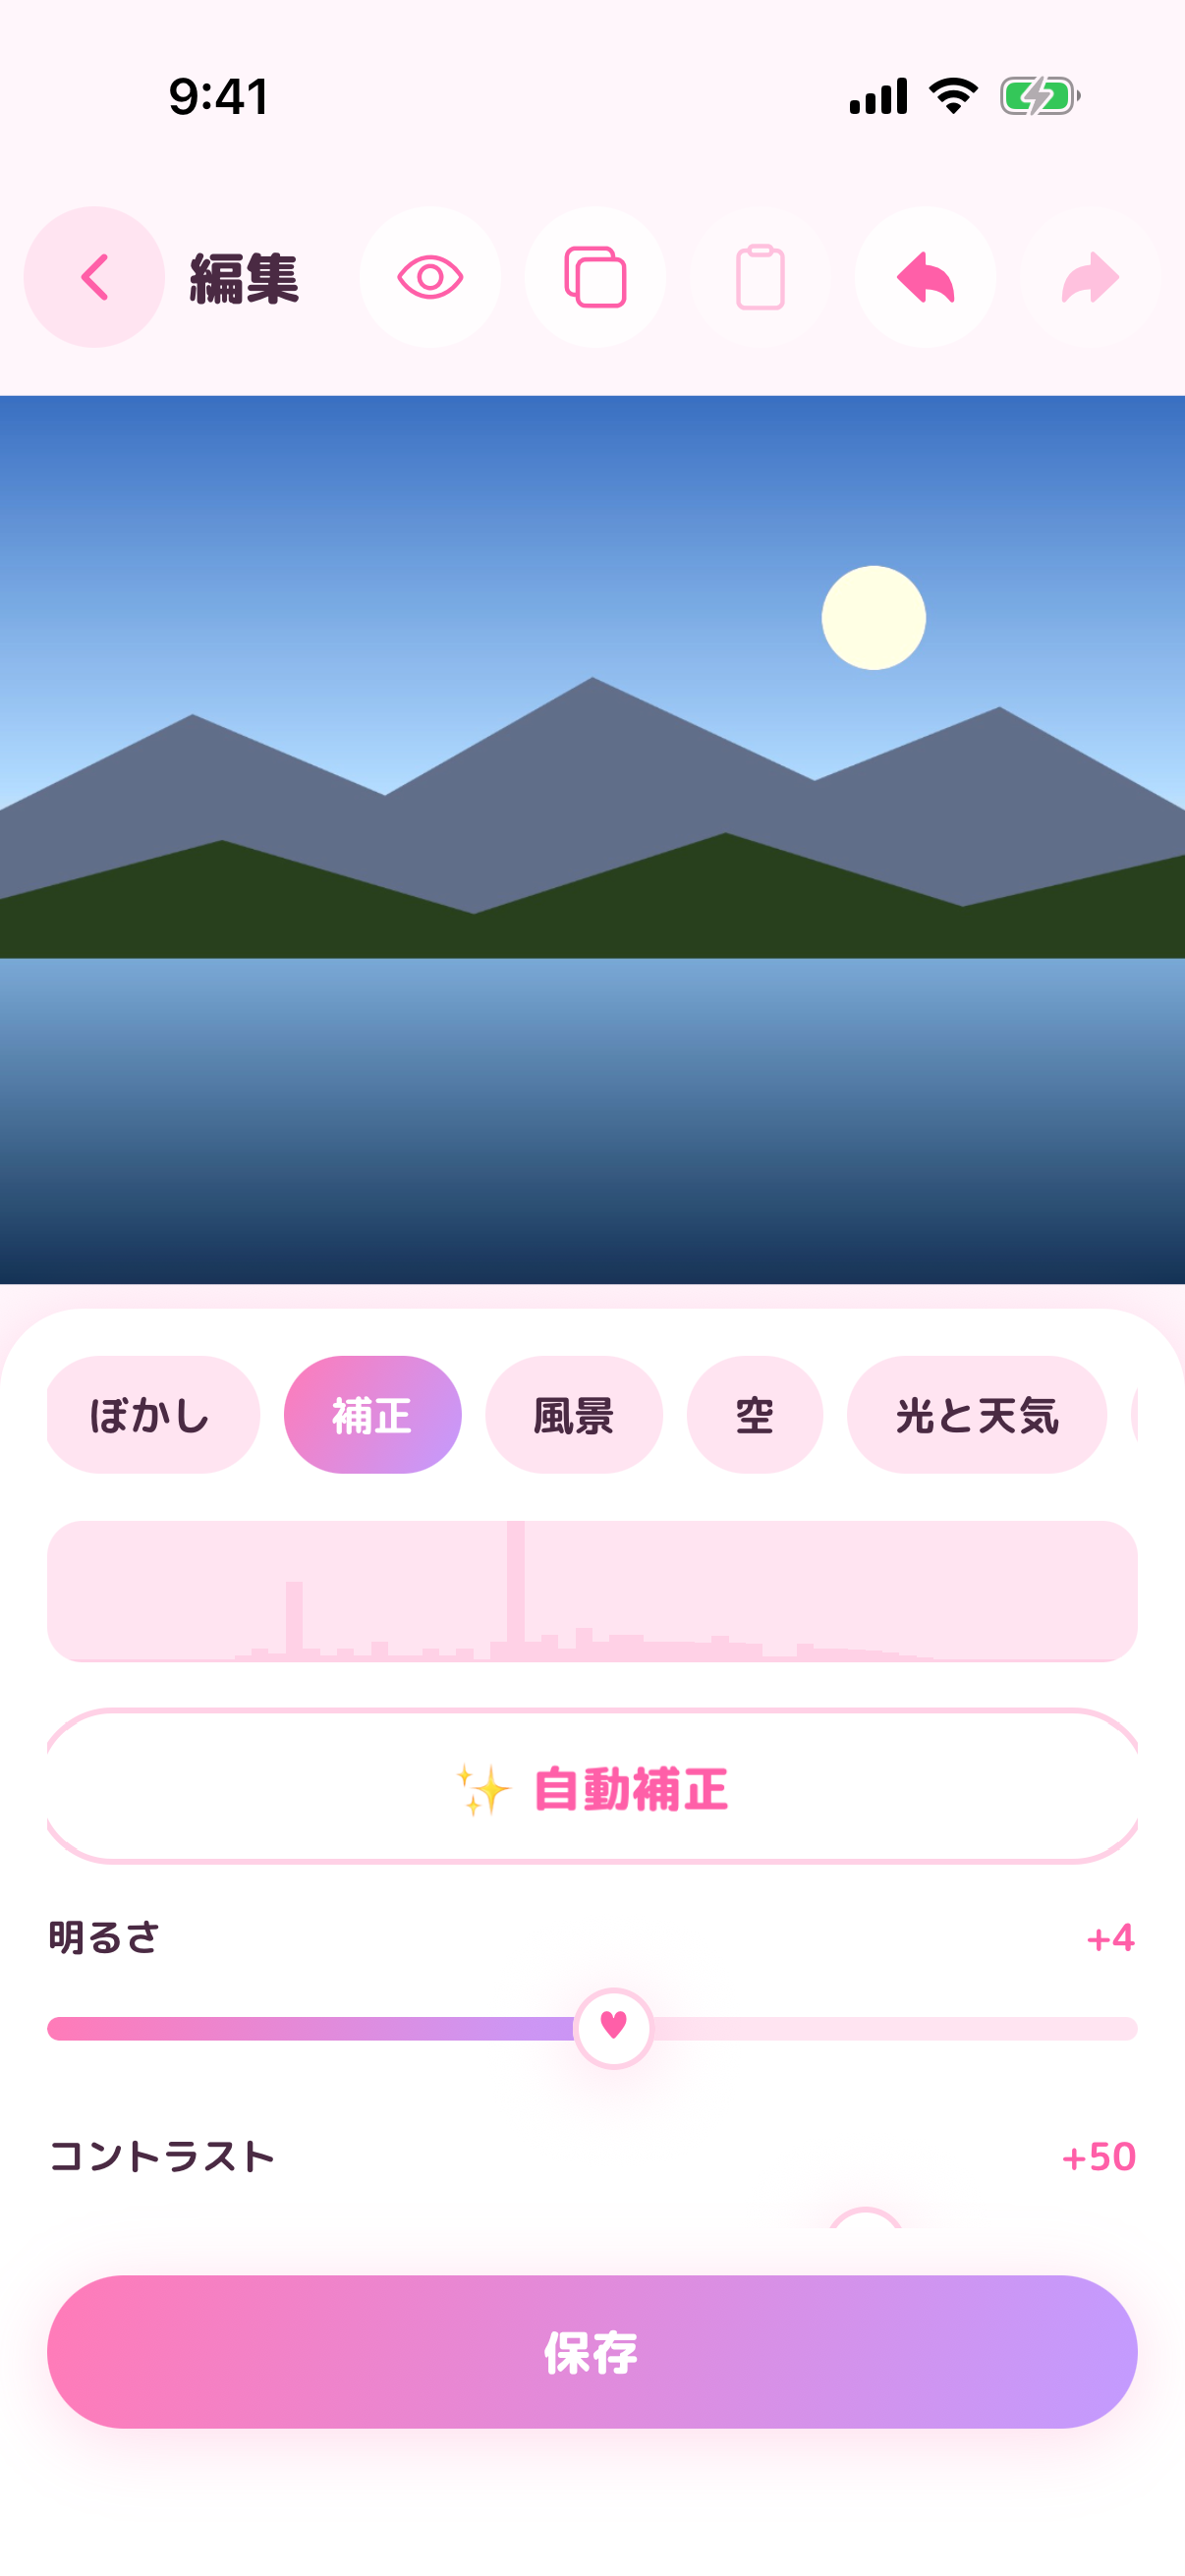 9:41
編集
ぼかし
補正
風景
空
光と天気
✨ 自動補正
明るさ
+4
コントラスト
+50
保存